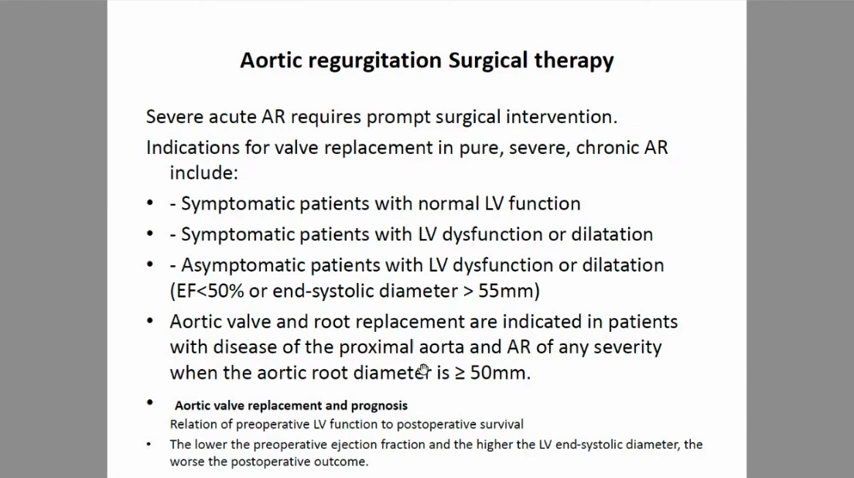 Aortic regurgitation Surgical therapy
Severe acute AR requires prompt surgical intervention.
Indications for valve replacement in pure, severe, chronic AR
include:
• - Symptomatic patients with normal LV function
• - Symptomatic patients with LV dysfunction or dilatation
• - Asymptomatic patients with LV dysfunction or dilatation
(EF<50% or end-systolic diameter > 55mm)
• Aortic valve and root replacement are indicated in patients
with disease of the proximal aorta and AR of any severity
when the aortic root diameter is ≥ 50mm.
• Aortic valve replacement and prognosis
Relation of preoperative LV function to postoperative survival
• The lower the preoperative ejection fraction and the higher the LV end-systolic diameter, the
worse the postoperative outcome.